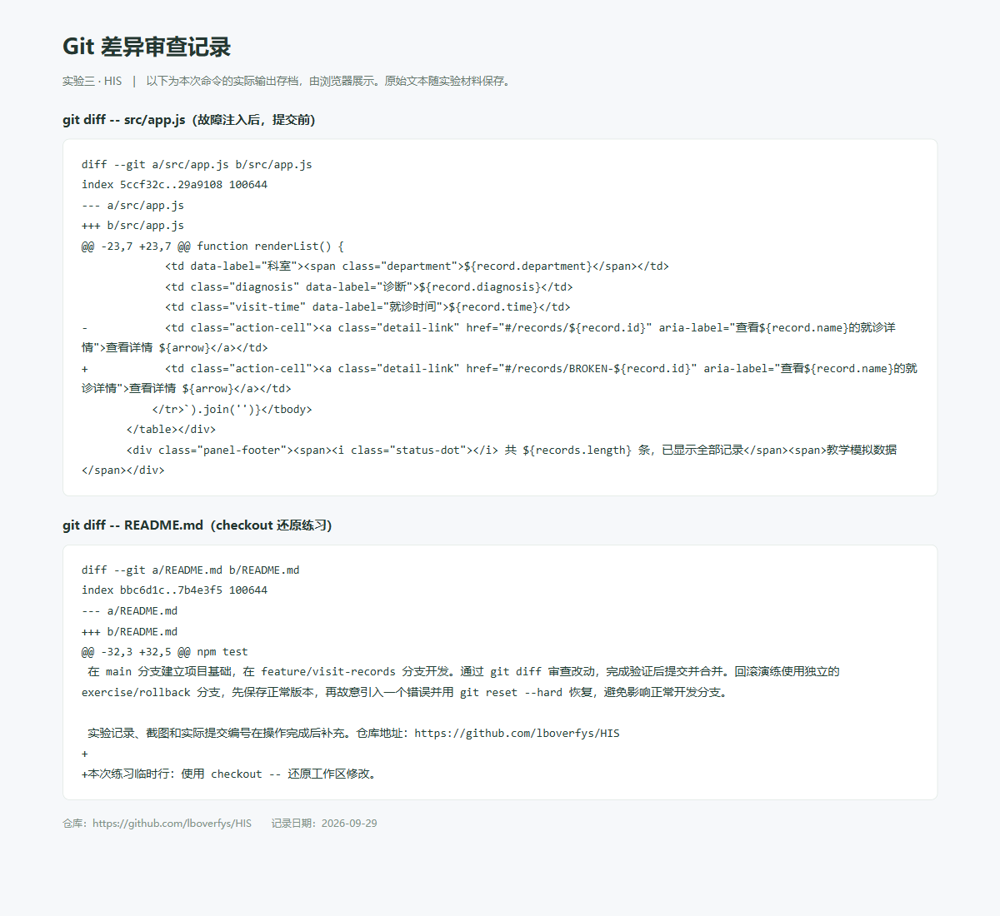 Git 差异审查记录
实验三 · HIS ｜ 以下为本次命令的实际输出存档，由浏览器展示。原始文本随实验材料保存。
git diff -- src/app.js（故障注入后，提交前）
diff --git a/src/app.js b/src/app.js
index 5ccf32c..29a9108 100644
--- a/src/app.js
+++ b/src/app.js
@@ -23,7 +23,7 @@ function renderList() {
             <td data-label="科室"><span class="department">${record.department}</span></td>
             <td class="diagnosis" data-label="诊断">${record.diagnosis}</td>
             <td class="visit-time" data-label="就诊时间">${record.time}</td>
-            <td class="action-cell"><a class="detail-link" href="#/records/${record.id}" aria-label="查看${record.name}的就诊详
情">查看详情 ${arrow}</a></td>
+            <td class="action-cell"><a class="detail-link" href="#/records/BROKEN-${record.id}" aria-label="查看${record.name}的就
诊详情">查看详情 ${arrow}</a></td>
           </tr>`).join('')}</tbody>
       </table></div>
       <div class="panel-footer"><span><i class="status-dot"></i> 共 ${records.length} 条，已显示全部记录</span><span>教学模拟数据
</span></div>
git diff -- README.md（checkout 还原练习）
diff --git a/README.md b/README.md
index bbc6d1c..7b4e3f5 100644
--- a/README.md
+++ b/README.md
@@ -32,3 +32,5 @@ npm test
 在 main 分支建立项目基础，在 feature/visit-records 分支开发。通过 git diff 审查改动，完成验证后提交并合并。回滚演练使用独立的
exercise/rollback 分支，先保存正常版本，再故意引入一个错误并用 git reset --hard 恢复，避免影响正常开发分支。
 实验记录、截图和实际提交编号在操作完成后补充。仓库地址：https://github.com/lboverfys/HIS
+
+本次练习临时行：使用 checkout -- 还原工作区修改。
仓库：https://github.com/lboverfys/HIS 记录日期：2026-09-29